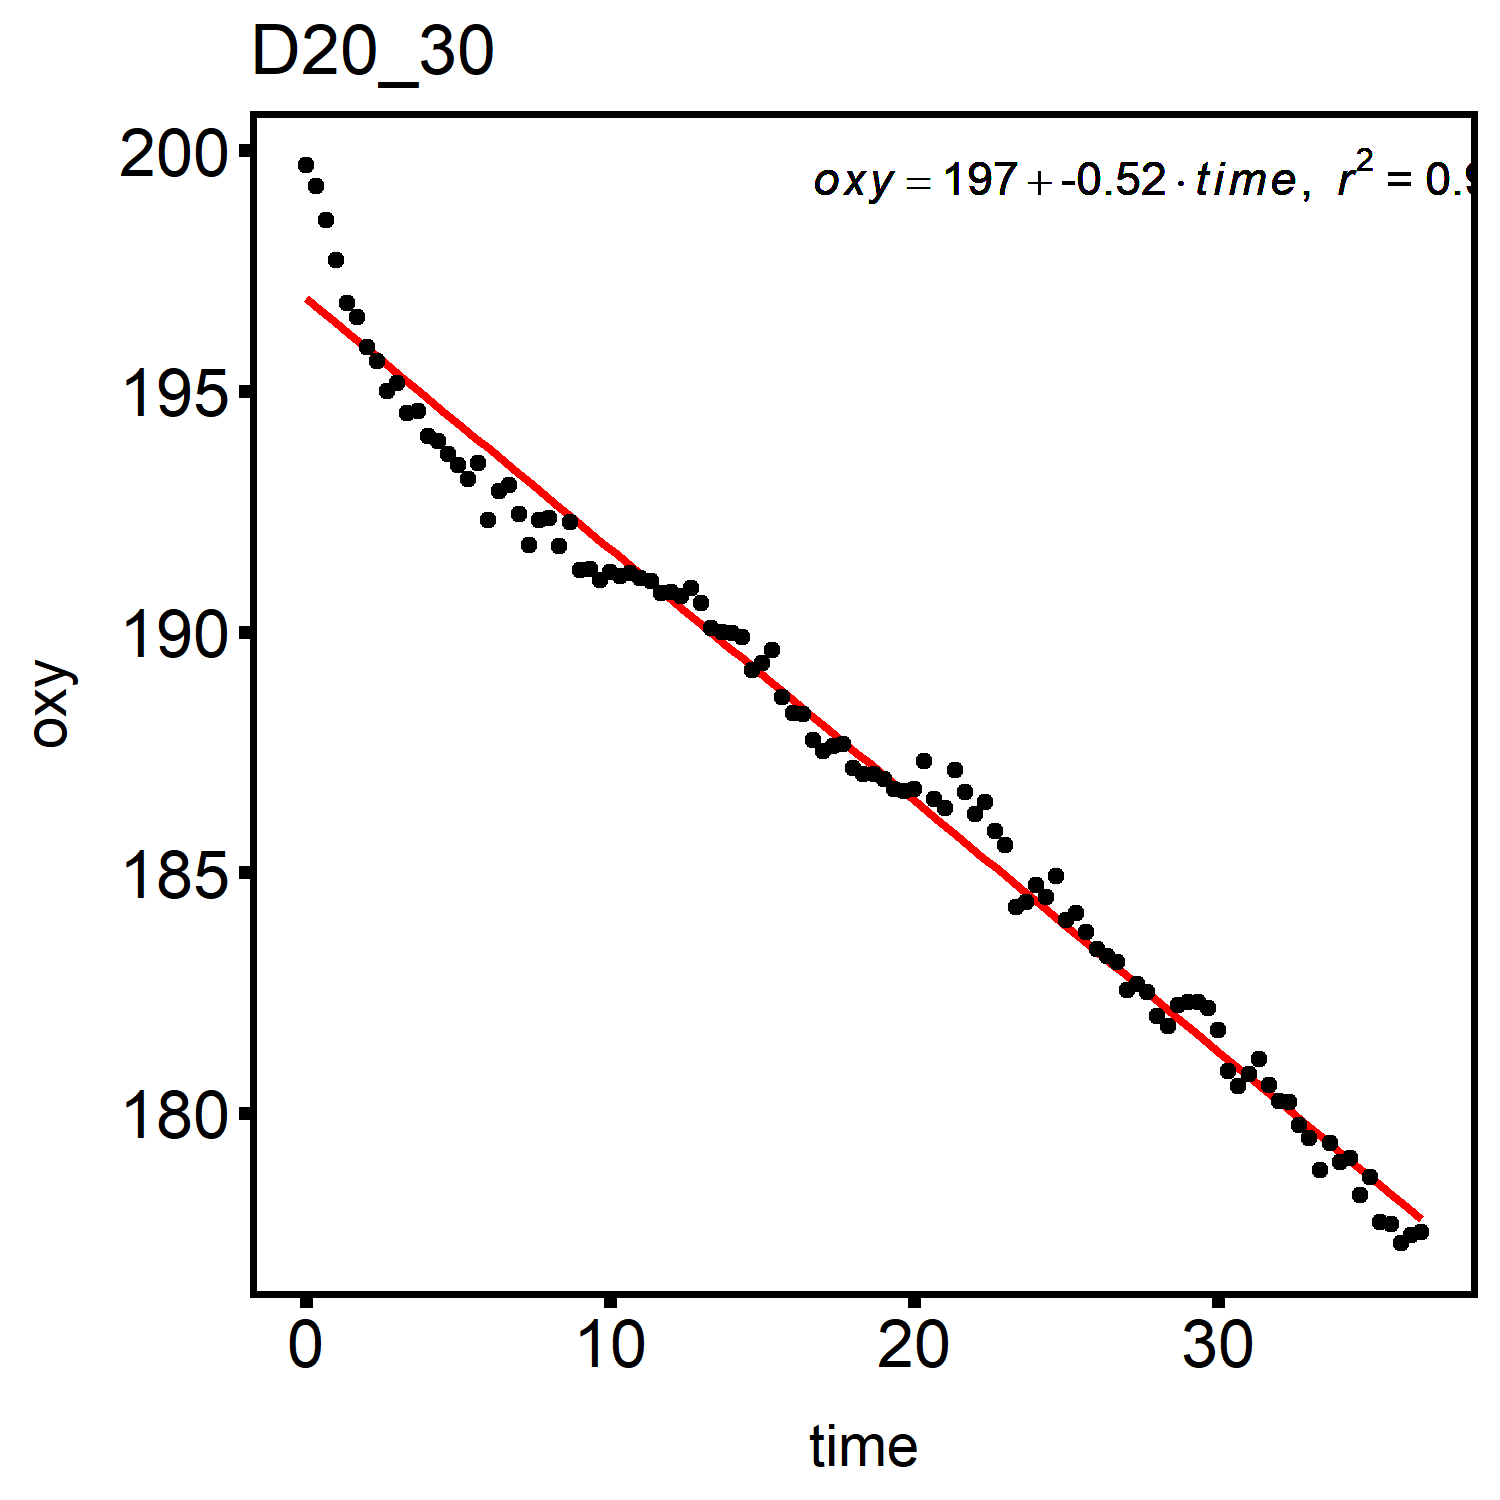 D20_30
oxy = 197 + -0.52 · time, r² = 0.
200
195
190
185
180
oxy
0 10 20 30
time